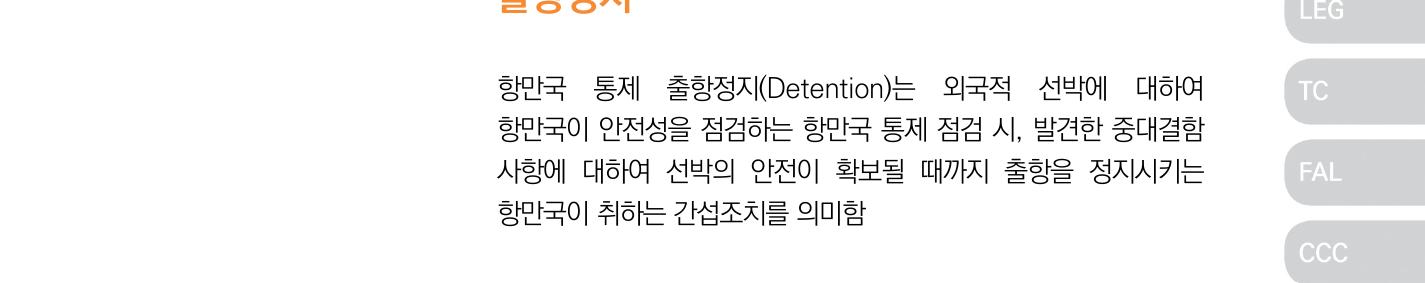 항만국 통제 출항정지(Detention)는 외국적 선박에 대하여
항만국이 안전성을 점검하는 항만국 통제 점검 시, 발견한 중대결함
사항에 대하여 선박의 안전이 확보될 때까지 출항을 정지시키는
항만국이 취하는 간섭조치를 의미함
LEG
TC
FAL
CCC